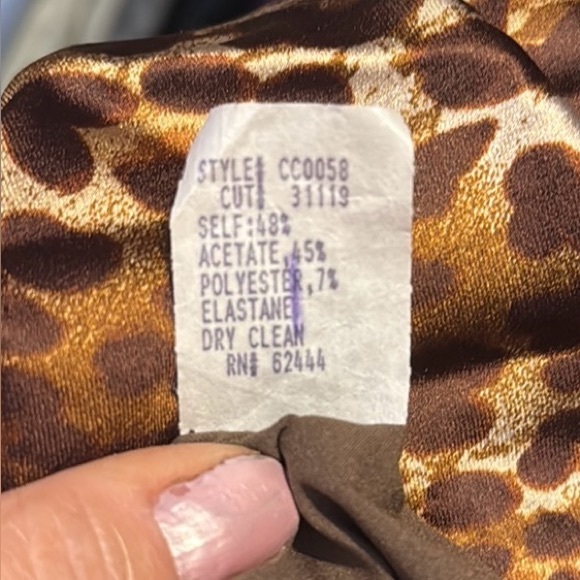 STYLE# CC0058
CUT# 31119
SELF:48%
ACETATE,45%
POLYESTER,7%
ELASTANE
DRY CLEAN
RN# 62444